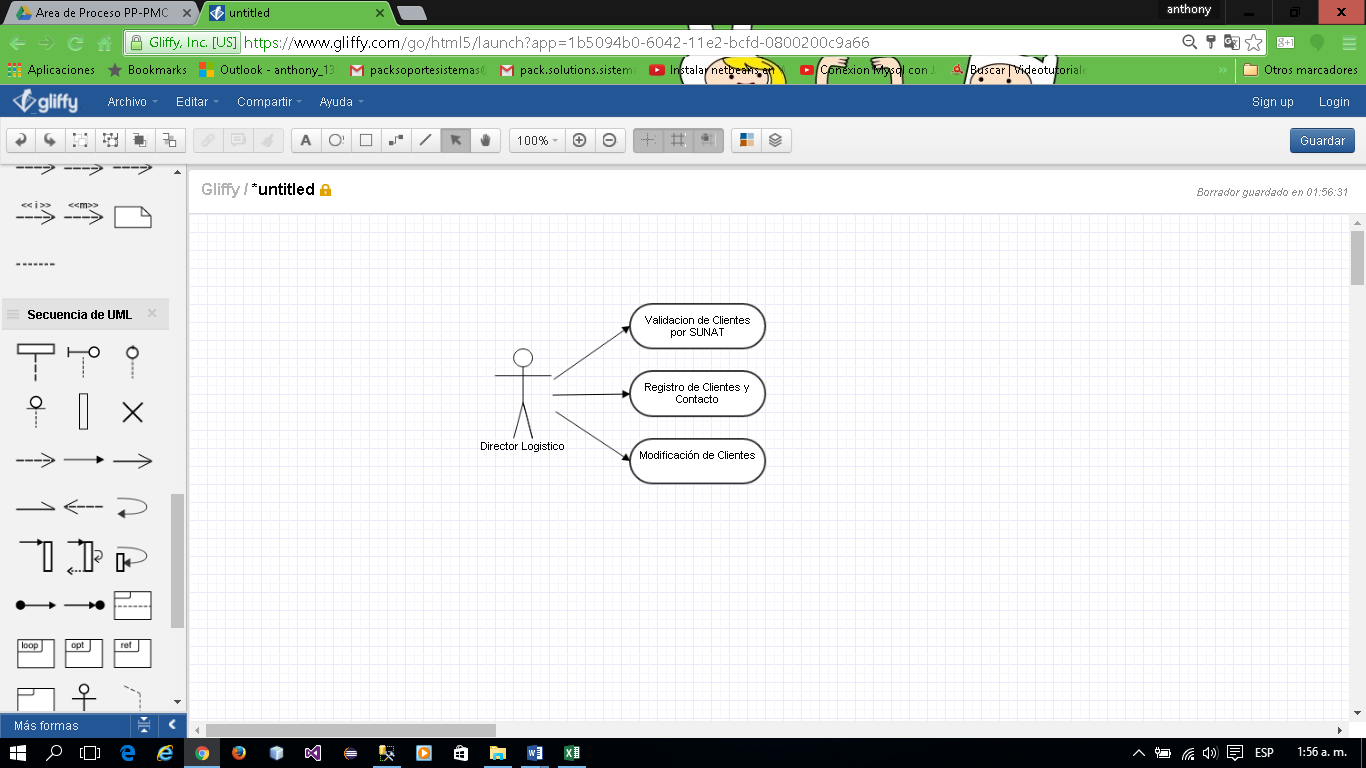 Area de Proceso PP-PMC
untitled
anthony
Gliffy, Inc. [US]
https://www.gliffy.com/go/html5/launch?app=1b5094b0-6042-11e2-bcfd-0800200c9a66
Aplicaciones
Bookmarks
Outlook - anthony_13
packsoportesistemas@
pack.solutions.sistem
Instalar netbeans en
Conexion Mysql con J
Buscar | Videotutoriale
Otros marcadores
gliffy
Archivo
Editar
Compartir
Ayuda
Sign up
Login
A
100%
Guardar
Gliffy / *untitled
Borrador guardado en 01:56:31
<<i>>
<<m>>
Secuencia de UML
loop
opt
ref
Validacion de Clientes
por SUNAT
Registro de Clientes y
Contacto
Director Logistico
Modificación de Clientes
Más formas
ESP
1:56 a. m.